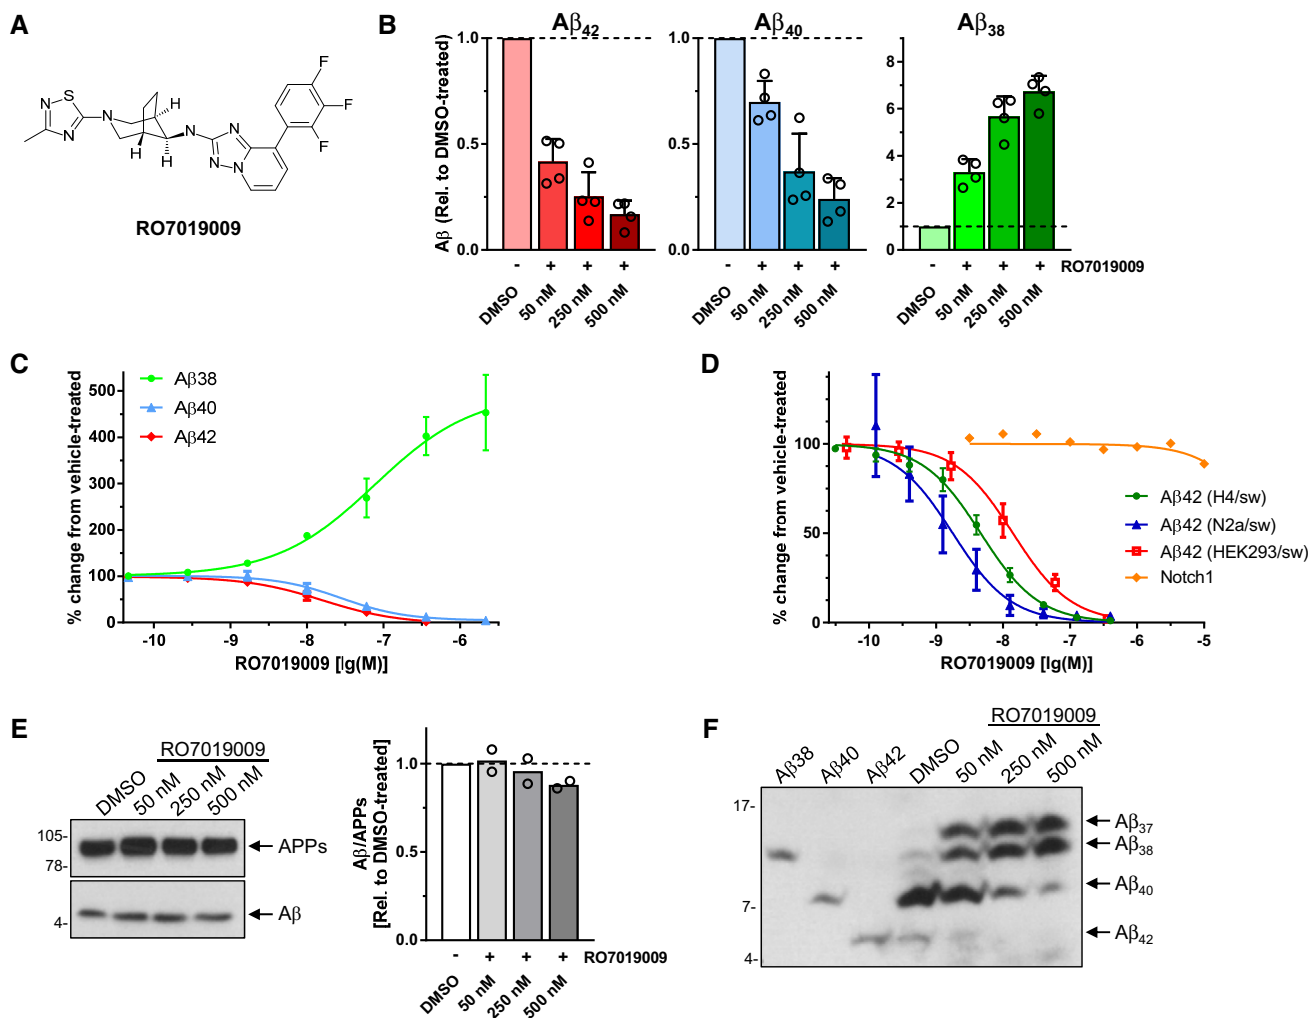 A
N
S
N
N
H
H
H
N
N
N
N
F
F
F
RO7019009
B
Aβ42
Aβ40
Aβ38
Aβ (Rel. to DMSO-treated)
1.0
0.5
0.0
1.0
0.5
0.0
8
6
4
2
0
- + + +
- + + +
- + + + RO7019009
DMSO 50 nM 250 nM 500 nM
DMSO 50 nM 250 nM 500 nM
DMSO 50 nM 250 nM 500 nM
C
% change from vehicle-treated
500
400
300
200
100
0
Aβ38
Aβ40
Aβ42
-10 -9 -8 -7 -6
RO7019009 [lg(M)]
D
% change from vehicle-treated
100
50
0
Aβ42 (H4/sw)
Aβ42 (N2a/sw)
Aβ42 (HEK293/sw)
Notch1
-10 -9 -8 -7 -6 -5
RO7019009 [lg(M)]
E
RO7019009
DMSO 50 nM 250 nM 500 nM
105-
78-
APPs
4-
Aβ
Aβ/APPs
[Rel. to DMSO-treated]
1.0
0.5
0.0
- + + + RO7019009
DMSO 50 nM 250 nM 500 nM
F
RO7019009
Aβ38 Aβ40 Aβ42 DMSO 50 nM 250 nM 500 nM
17-
7-
4-
Aβ37
Aβ38
Aβ40
Aβ42